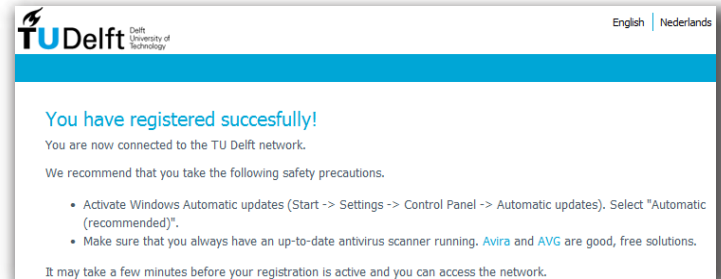 TU Delft
Delft
University of
Technology
English
Nederlands
You have registered succesfully!
You are now connected to the TU Delft network.
We recommend that you take the following safety precautions.
• Activate Windows Automatic updates (Start -> Settings -> Control Panel -> Automatic updates). Select "Automatic
(recommended)".
• Make sure that you always have an up-to-date antivirus scanner running. Avira and AVG are good, free solutions.
It may take a few minutes before your registration is active and you can access the network.